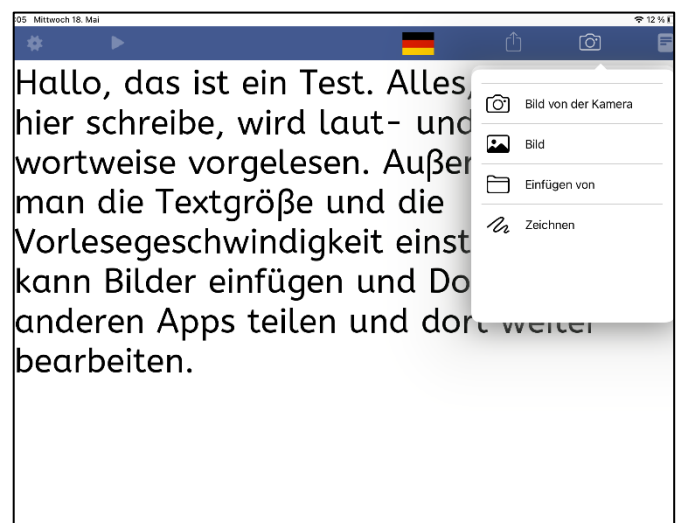 :05 Mittwoch 18. Mai
12 %
Hallo, das ist ein Test. Alles,
hier schreibe, wird laut- und
wortweise vorgelesen. Außer
man die Textgröße und die
Vorlesegeschwindigkeit einst
kann Bilder einfügen und Do
anderen Apps teilen und dort weiter
bearbeiten.
Bild von der Kamera
Bild
Einfügen von
Zeichnen